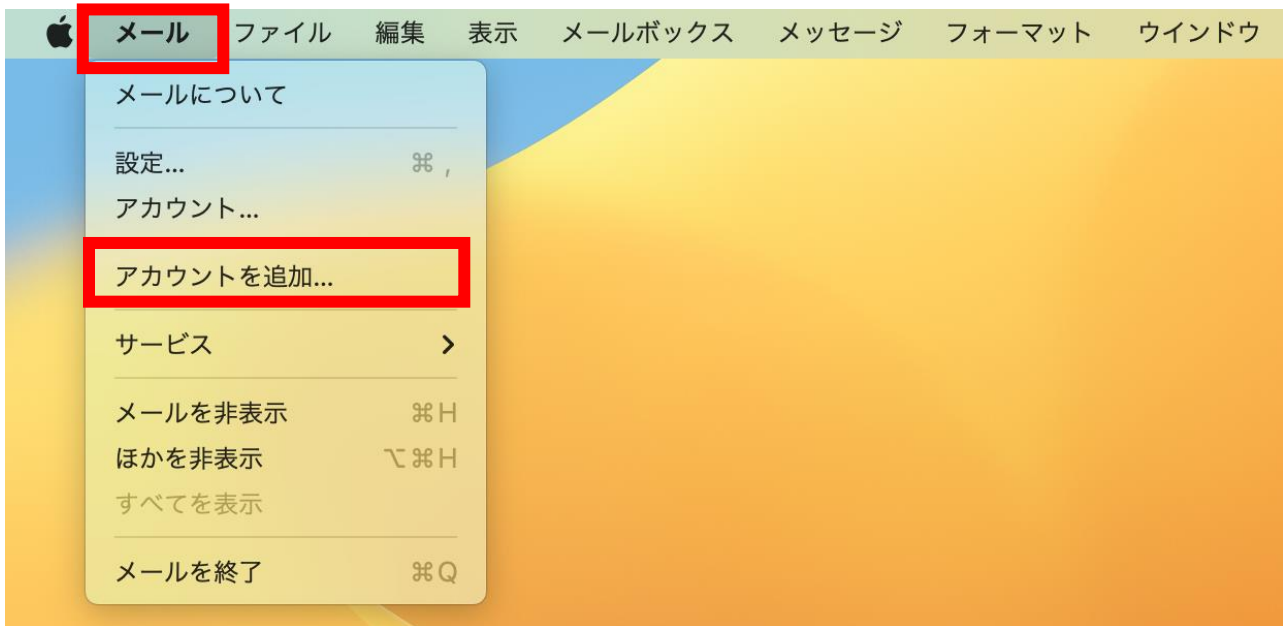 メール ファイル 編集 表示 メールボックス メッセージ フォーマット ウインドウ
メールについて
設定... ⌘ ,
アカウント...
アカウントを追加...
サービス
メールを非表示 ⌘H
ほかを非表示 ⌥⌘H
すべてを表示
メールを終了 ⌘Q